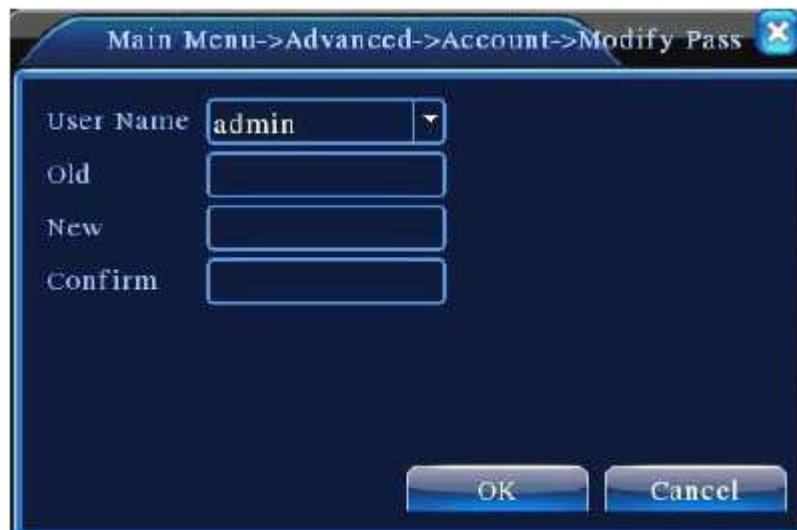 Main Menu->Advanced->Account->Modify Pass
User Name admin
Old
New
Confirm
OK Cancel